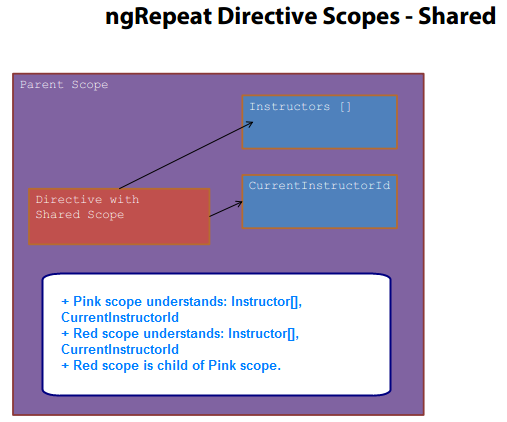 ngRepeat Directive Scopes - Shared
Parent Scope
Instructors []
CurrentInstructorId
Directive with
Shared Scope
+ Pink scope understands: Instructor[],
CurrentInstructorId
+ Red scope understands: Instructor[],
CurrentInstructorId
+ Red scope is child of Pink scope.